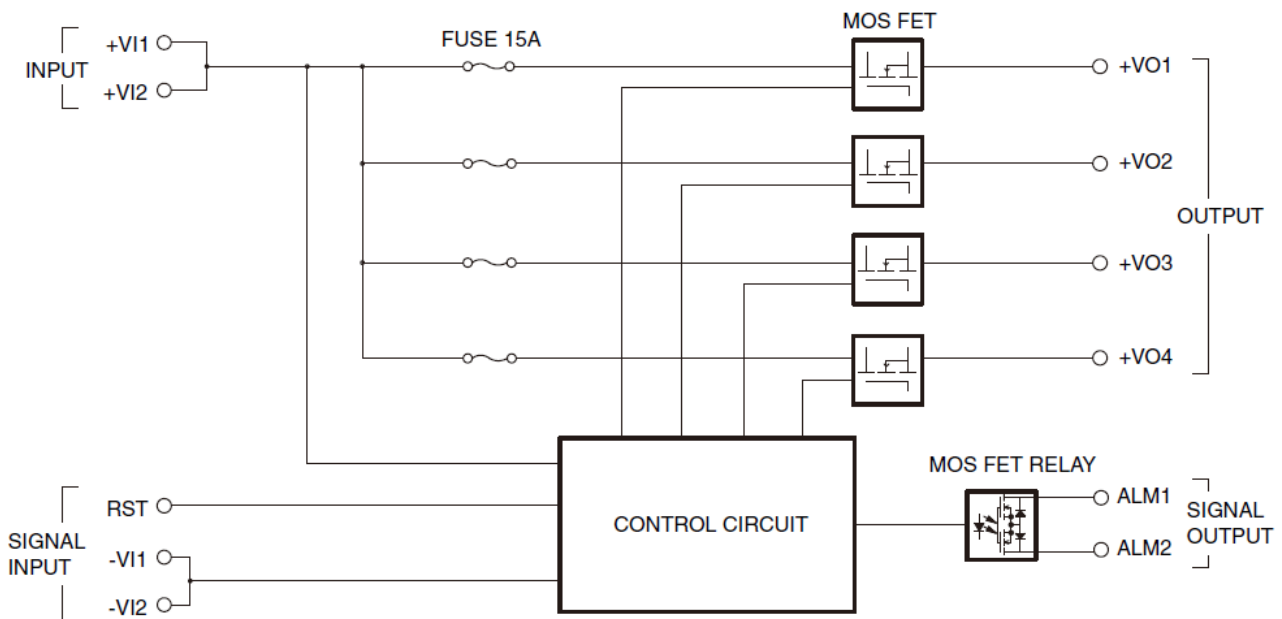 MOS FET
FUSE 15A
INPUT
+VI1
+VI2
+VO1
+VO2
+VO3
+VO4
OUTPUT
MOS FET RELAY
SIGNAL
INPUT
RST
-VI1
-VI2
CONTROL CIRCUIT
ALM1
ALM2
SIGNAL
OUTPUT